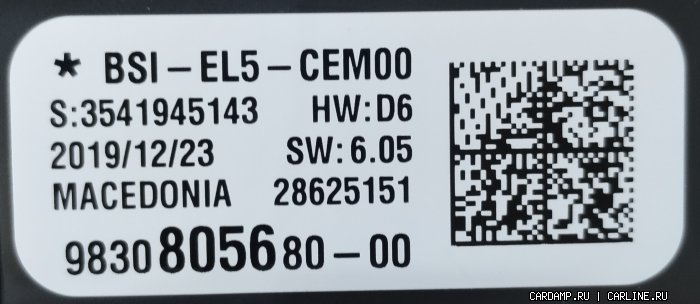 * BSI-EL5-CEM00
S:3541945143 HW:D6
2019/12/23 SW:6.05
MACEDONIA 28625151
9830805680-00
CARDAMP.RU | CARLINE.RU